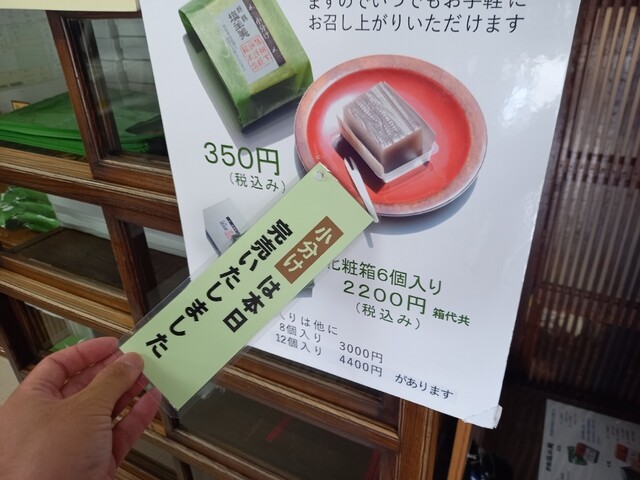 ますのでいつでもお手軽に
お召し上がりいただけます
350円
(税込み)
小分け は本日
完売いたしました
化粧箱6個入り
2200円 箱代共
(税込み)
くりは他に
8個入り 3000円
12個入り 4400円
があります